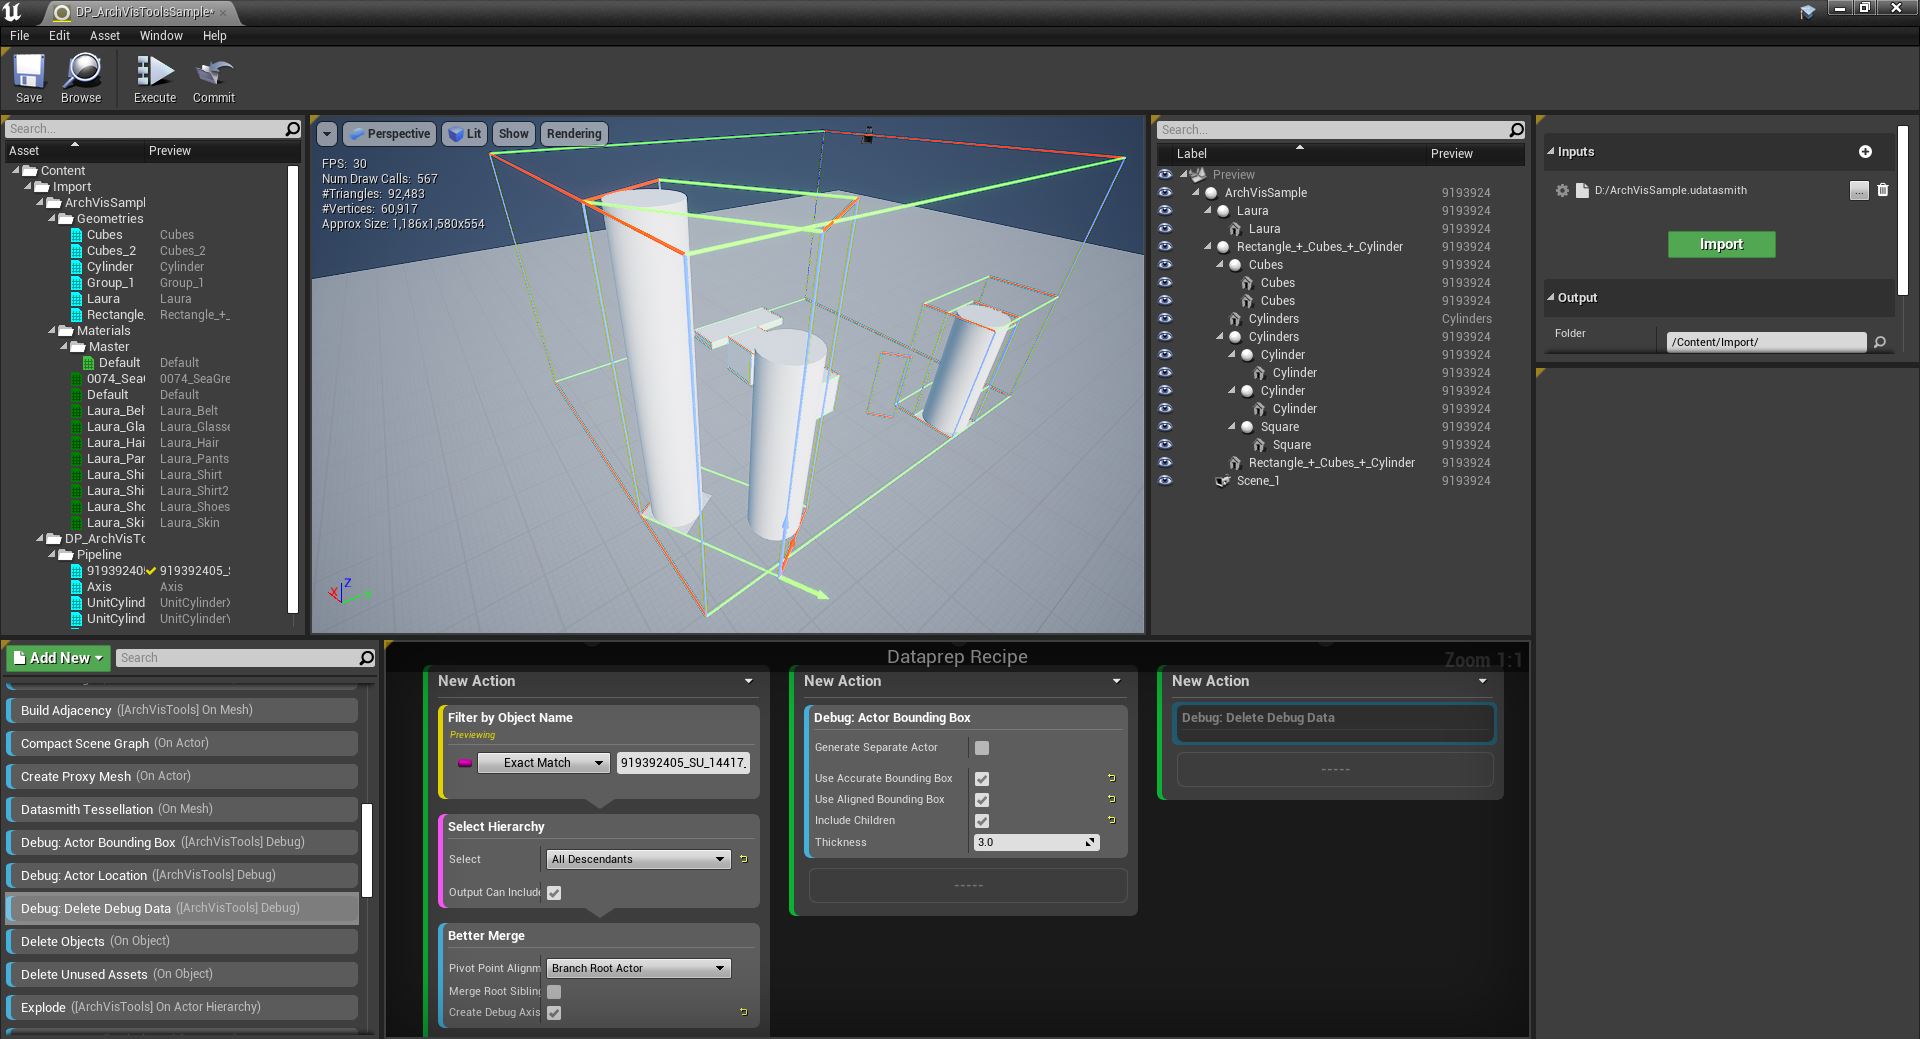 DP_ArchVisToolsSample*
File Edit Asset Window Help
Save Browse Execute Commit
Search...
Asset Preview
Content
Import
ArchVisSampl
Geometries
Cubes Cubes
Cubes_2 Cubes_2
Cylinder Cylinder
Group_1 Group_1
Laura Laura
Rectangle_ Rectangle_+_
Materials
Master
Default Default
0074_Sea 0074_SeaGre
Default Default
Laura_Bel Laura_Belt
Laura_Gla Laura_Glasse
Laura_Hai Laura_Hair
Laura_Par Laura_Pants
Laura_Shi Laura_Shirt
Laura_Shi Laura_Shirt2
Laura_Sho Laura_Shoes
Laura_Ski Laura_Skin
DP_ArchVisTo
Pipeline
91939240 919392405_S
Axis Axis
UnitCylind UnitCylinderX
UnitCylind UnitCylinderY
Perspective Lit Show Rendering
FPS: 30
Num Draw Calls: 567
#Triangles: 92,483
#Vertices: 60,917
Approx Size: 1,186x1,580x554
X Z
Search...
Label Preview
Preview
ArchVisSample 9193924
Laura 9193924
Laura 9193924
Rectangle_+_Cubes_+_Cylinder 9193924
Cubes 9193924
Cubes 9193924
Cubes 9193924
Cylinders Cylinders
Cylinders 9193924
Cylinder 9193924
Cylinder 9193924
Cylinder 9193924
Cylinder 9193924
Square 9193924
Square 9193924
Rectangle_+_Cubes_+_Cylinder 9193924
Scene_1 9193924
Inputs
D:/ArchVisSample.udatasmith ...
Import
Output
Folder /Content/Import/
Add New Search
Build Adjacency ([ArchVisTools] On Mesh)
Compact Scene Graph (On Actor)
Create Proxy Mesh (On Actor)
Datasmith Tessellation (On Mesh)
Debug: Actor Bounding Box ([ArchVisTools] Debug)
Debug: Actor Location ([ArchVisTools] Debug)
Debug: Delete Debug Data ([ArchVisTools] Debug)
Delete Objects (On Object)
Delete Unused Assets (On Object)
Explode ([ArchVisTools] On Actor Hierarchy)
Dataprep Recipe
Zoom 1:1
New Action
Filter by Object Name
Previewing
Exact Match 919392405_SU_14417_
Select Hierarchy
Select All Descendants
Output Can Include
Better Merge
Pivot Point Alignm Branch Root Actor
Merge Root Siblin
Create Debug Axis
New Action
Debug: Actor Bounding Box
Generate Separate Actor
Use Accurate Bounding Box
Use Aligned Bounding Box
Include Children
Thickness 3.0
-----
New Action
Debug: Delete Debug Data
-----